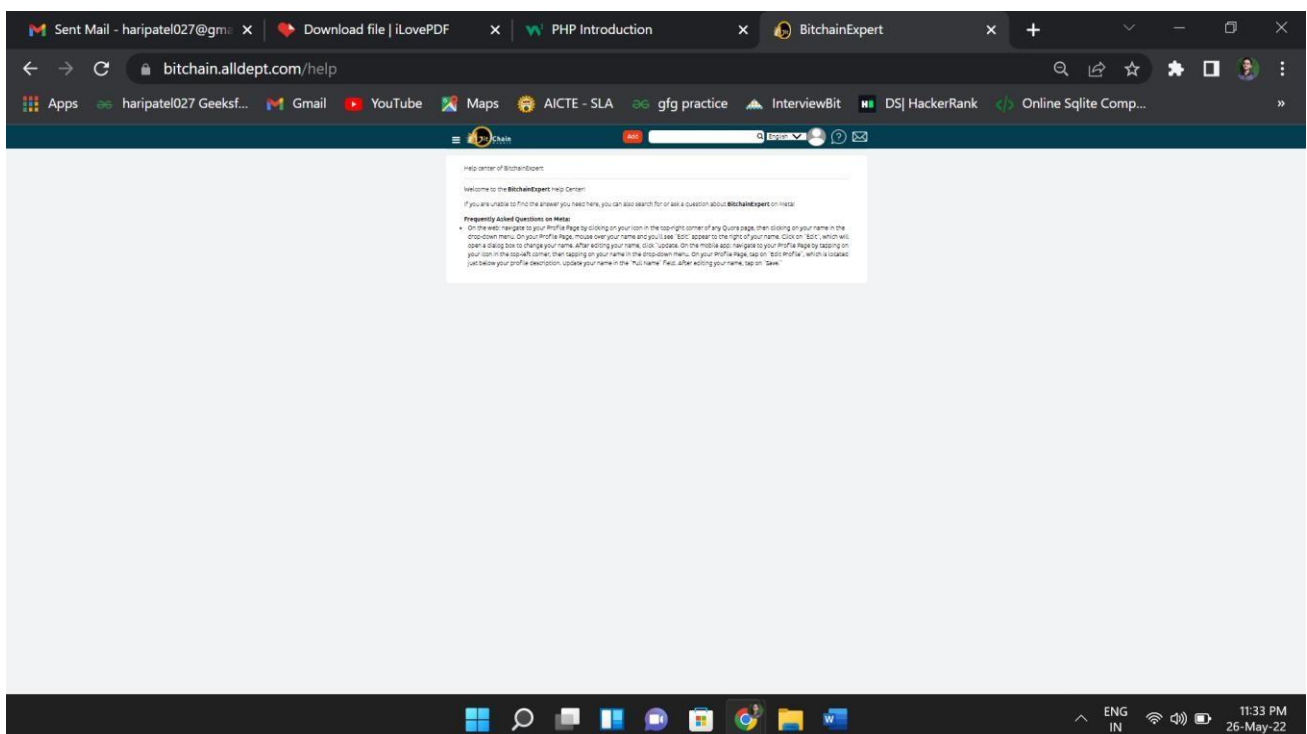 Sent Mail - haripatel027@gma
Download file | iLovePDF
PHP Introduction
BitchainExpert
bitchain.alldept.com/help
Apps
haripatel027 Geeksf...
Gmail
YouTube
Maps
AICTE - SLA
gfg practice
InterviewBit
DS| HackerRank
Online Sqlite Comp...
»
Bit Chain
Add
English
Help center of BitchainExpert
Welcome to the BitchainExpert Help Center!
If you are unable to find the answer you need here, you can also search for or ask a question about BitchainExpert on Meta!
Frequently Asked Questions on Meta:
• On the web: navigate to your Profile Page by clicking on your icon in the top-right corner of any Quora page, then clicking on your name in the
drop-down menu. On your Profile Page, mouse over your name and you'll see "Edit" appear to the right of your name. Click on "Edit", which will
open a dialog box to change your name. After editing your name, click "Update. On the mobile app: navigate to your Profile Page by tapping on
your icon in the top-left corner, then tapping on your name in the drop-down menu. On your Profile Page, tap on "Edit Profile", which is located
just below your profile description. Update your name in the "Full Name" Field. After editing your name, tap on "Save."
ENG
IN
11:33 PM
26-May-22